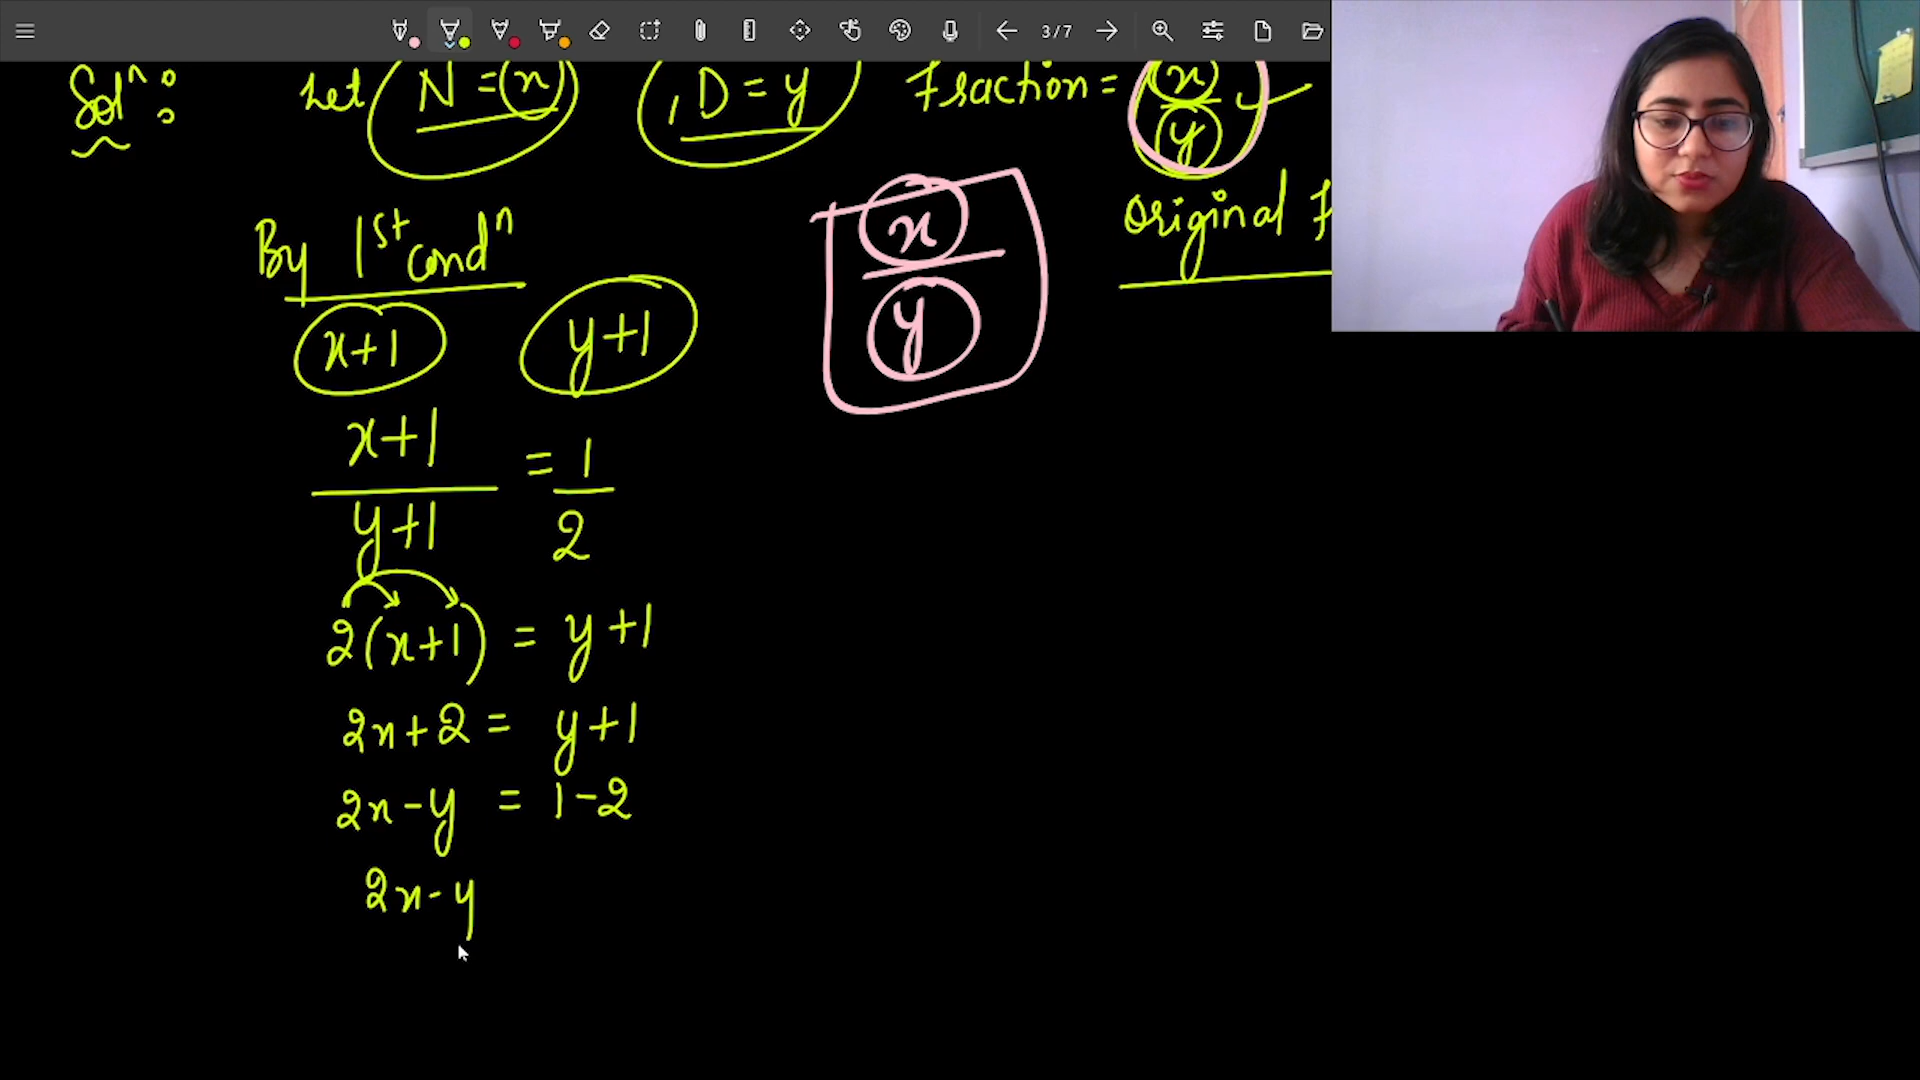 3/7
Solⁿ: Let N = x, D = y Fraction = x/y
Original F
x/y
By 1st condⁿ
x+1 y+1
x+1/y+1 = 1/2
2(x+1) = y+1
2x+2 = y+1
2x-y = 1-2
2x-y